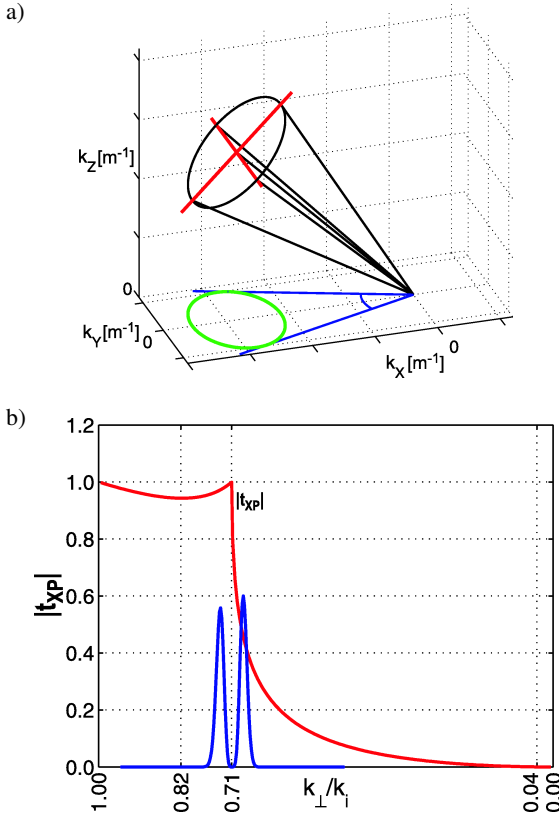 a)
k_Z[m⁻¹]
0
k_Y[m⁻¹] 0
0
k_X[m⁻¹]
b)
1.2
1.0
|t_XP|
0.8
|t_XP|
0.6
0.4
0.2
0.0
1.00 0.82 0.71 k_⊥/k_i 0.04 0.00